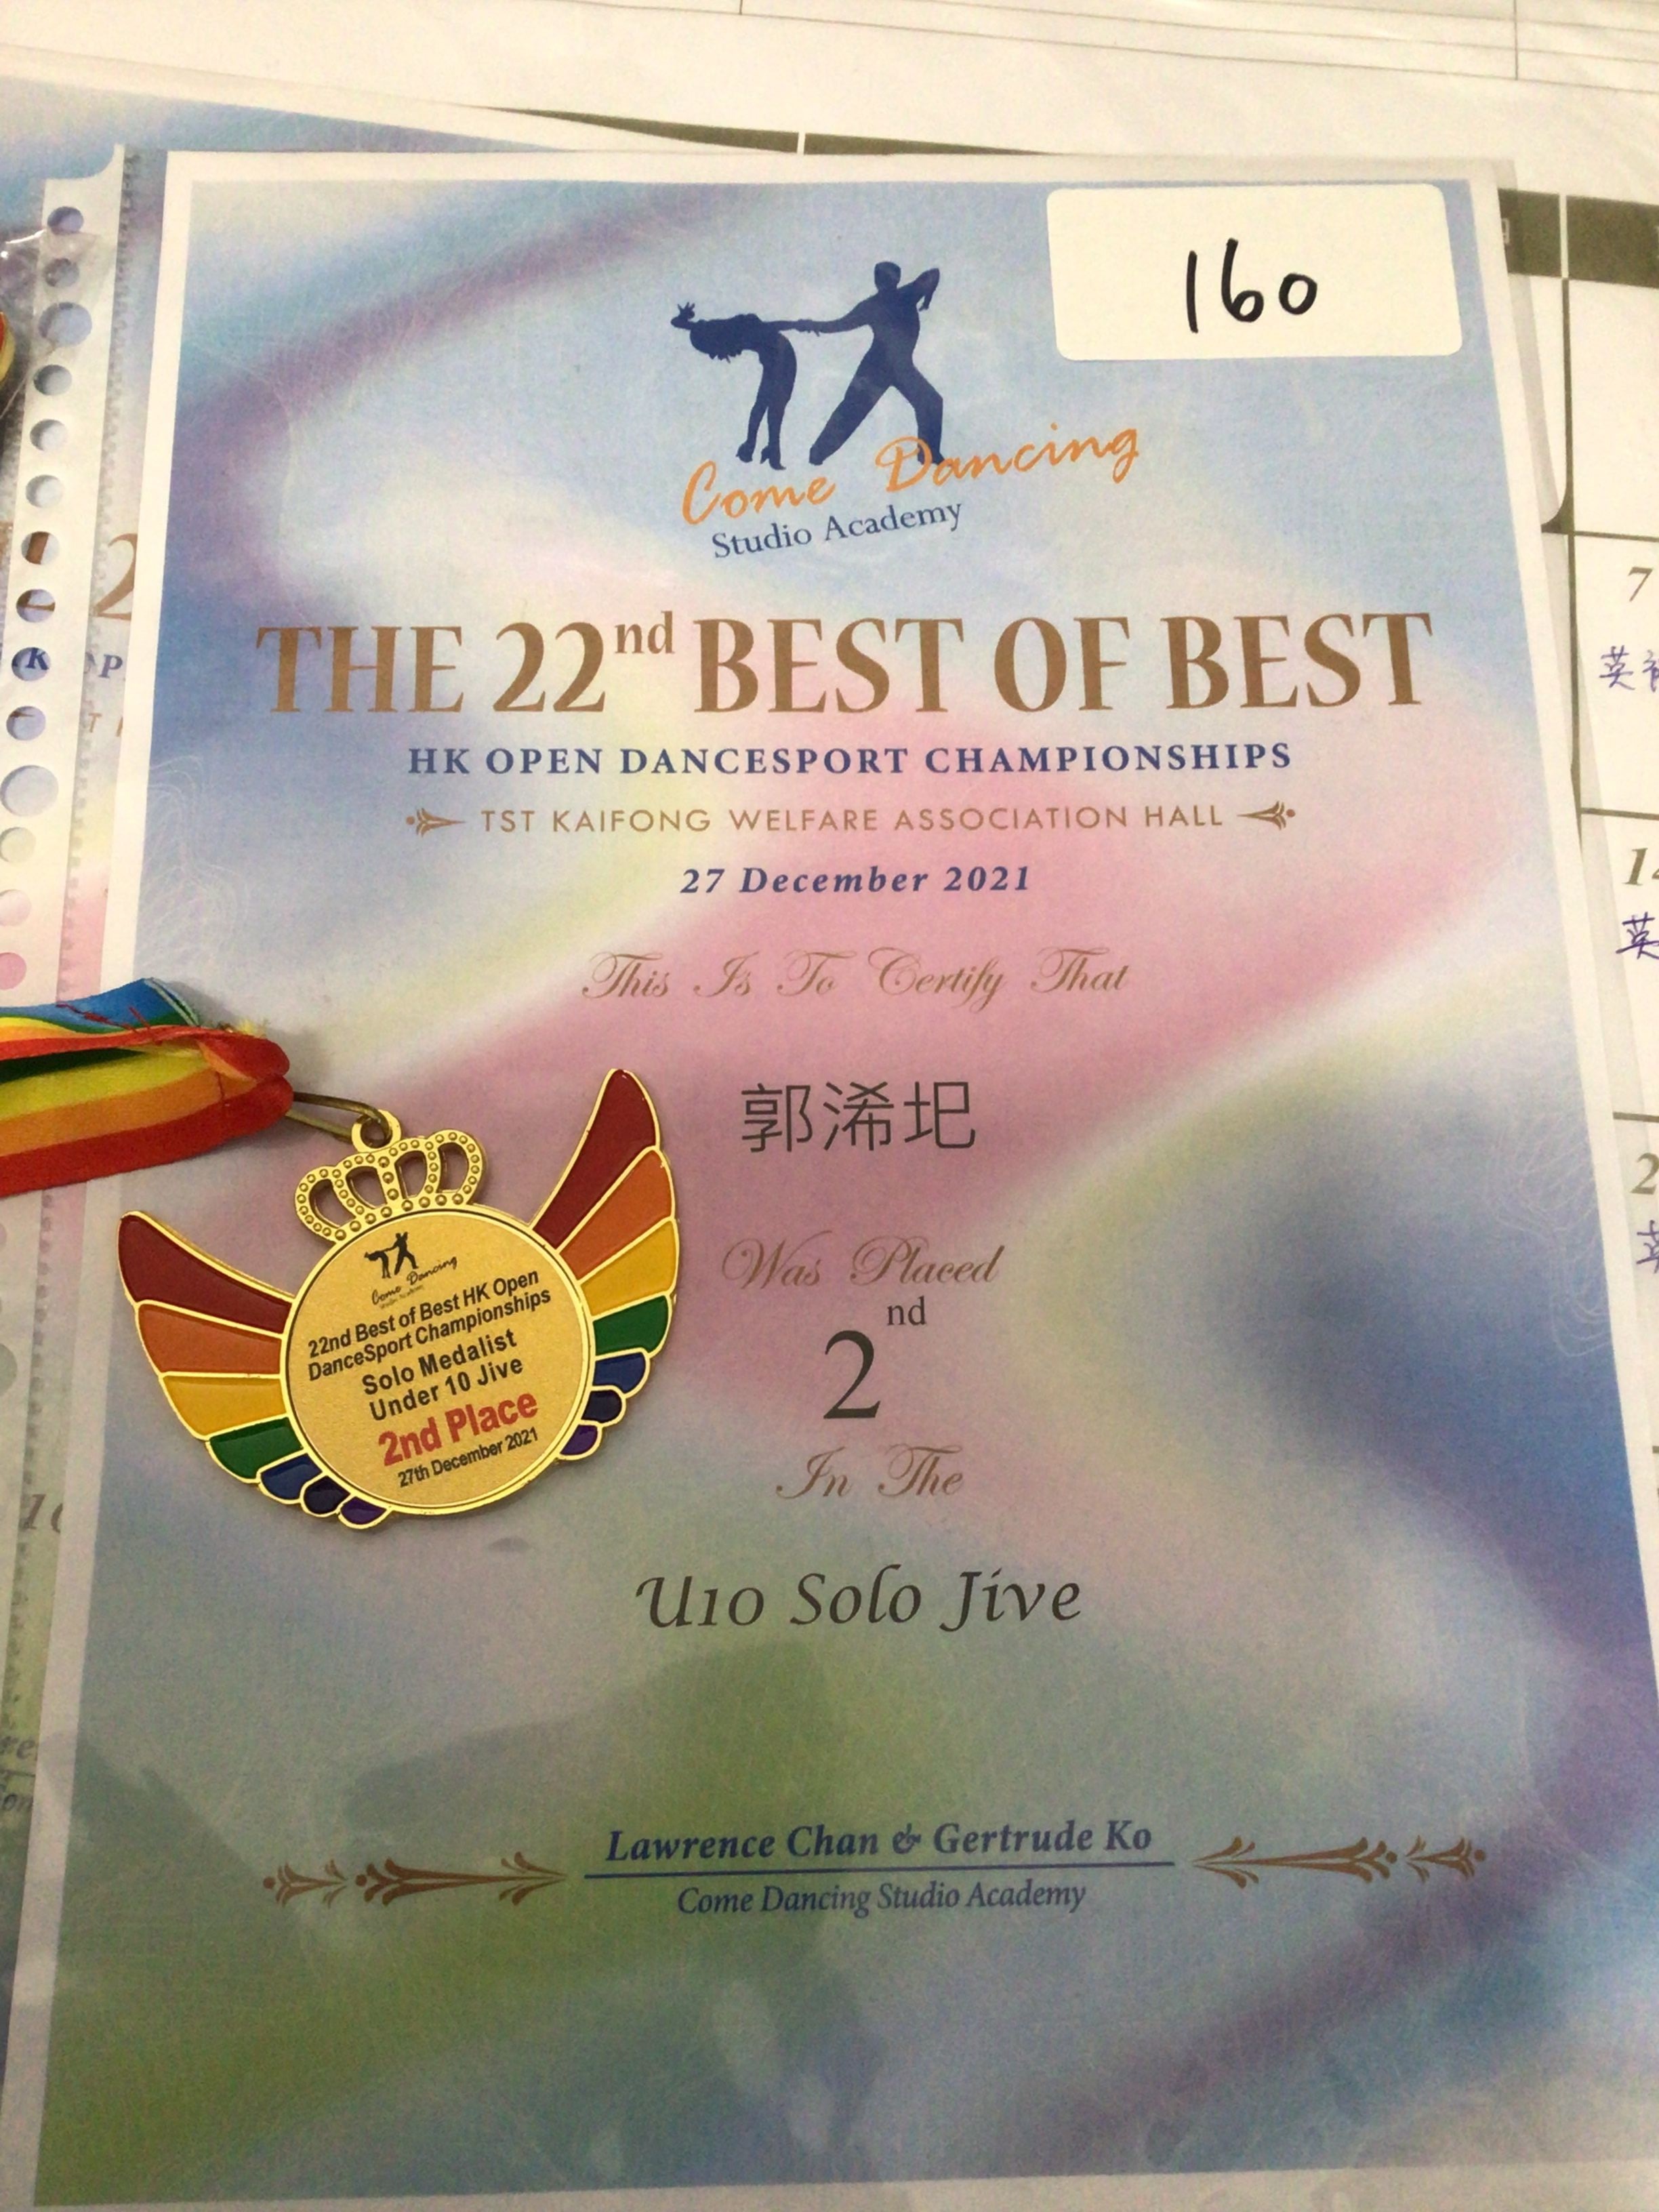 160
Come Dancing
Studio Academy
THE 22nd BEST OF BEST
HK OPEN DANCESPORT CHAMPIONSHIPS
TST KAIFONG WELFARE ASSOCIATION HALL
27 December 2021
This Is To Certify That
郭浠圯
Was Placed
2nd
In The
U10 Solo Jive
Lawrence Chan & Gertrude Ko
Come Dancing Studio Academy
Come Dancing
22nd Best of Best HK Open
DanceSport Championships
Solo Medalist
Under 10 Jive
2nd Place
27th December 2021
7
英
英